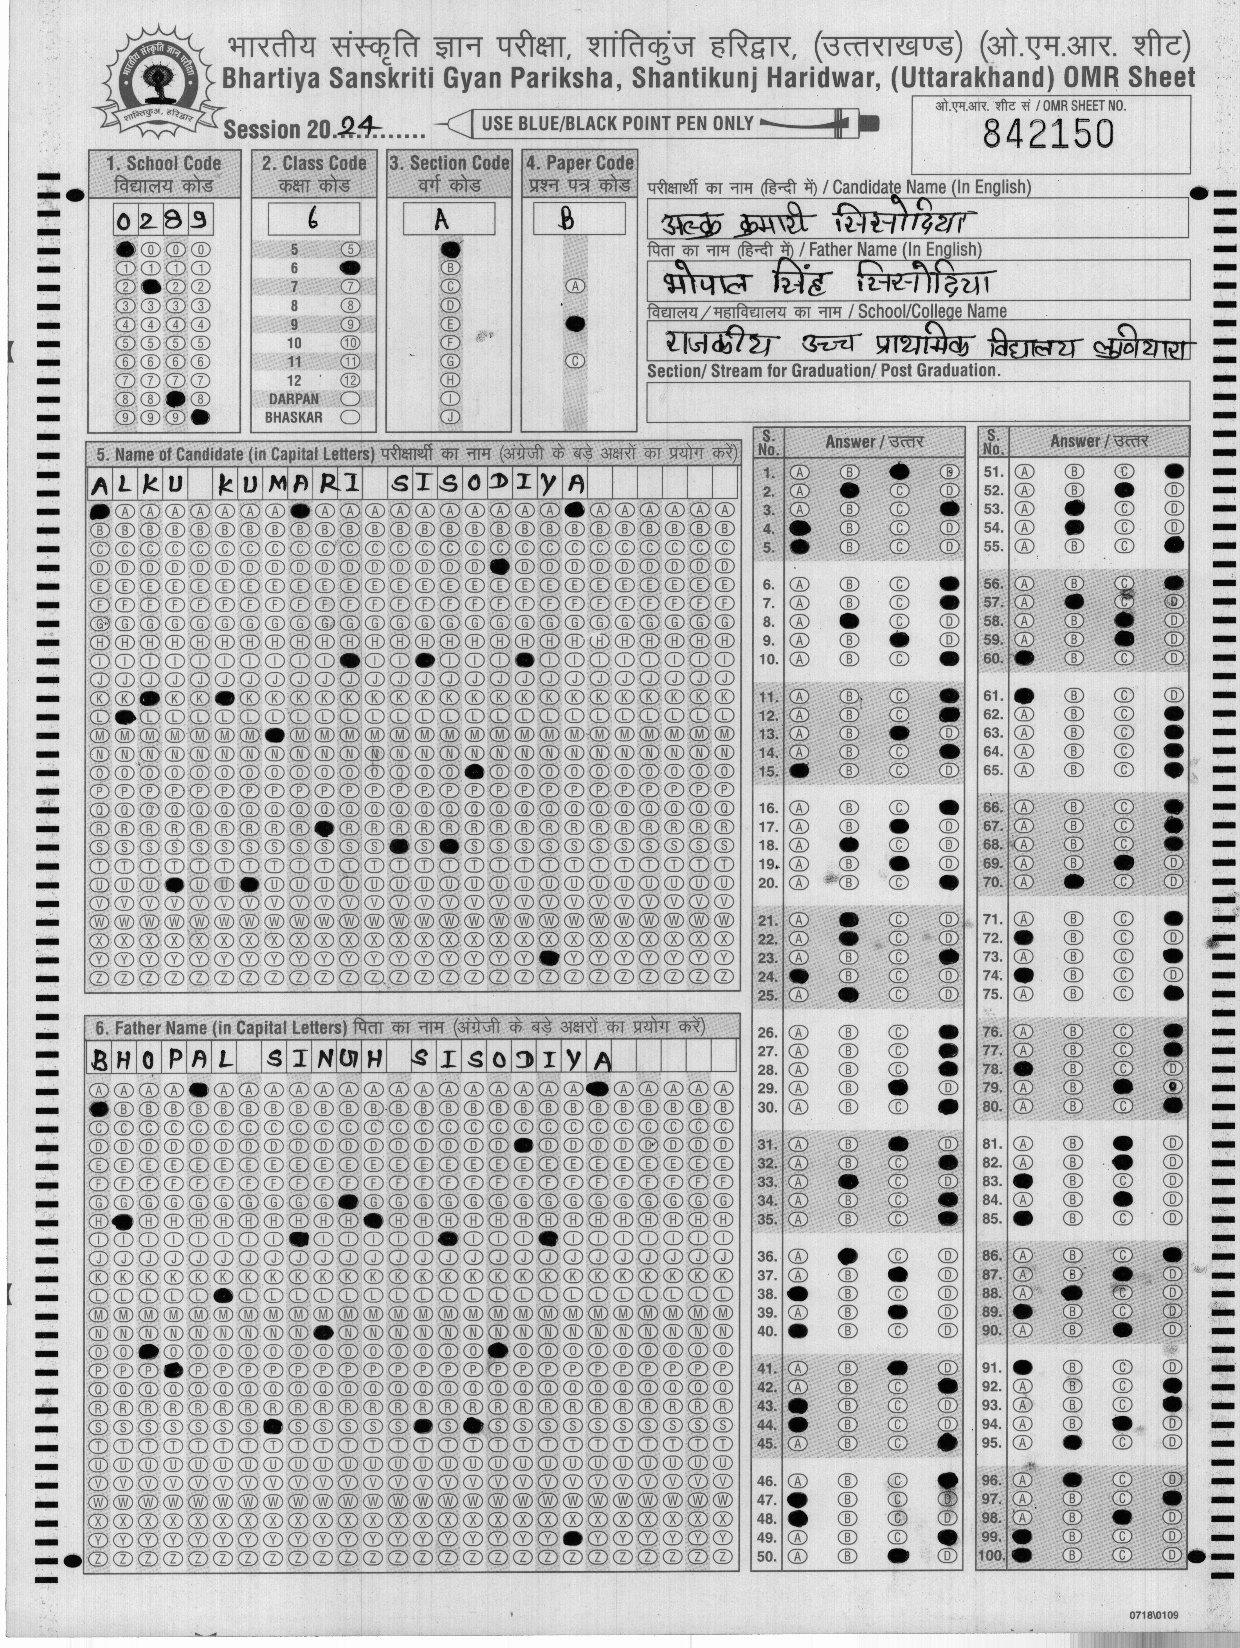 भारतीय संस्कृति ज्ञान परीक्षा, शांतिकुंज हरिद्वार, (उत्तराखण्ड) (ओ.एम.आर. शीट)
Bhartiya Sanskriti Gyan Pariksha, Shantikunj Haridwar, (Uttarakhand) OMR Sheet
Session 20 24
USE BLUE/BLACK POINT PEN ONLY
ओ.एम.आर. शीट सं / OMR SHEET NO.
842150
1. School Code
विद्यालय कोड
0289
2. Class Code
कक्षा कोड
6
5
6
7
8
9
10
11
12
DARPAN
BHASKAR
3. Section Code
वर्ग कोड
A
4. Paper Code
प्रश्न पत्र कोड
B
परीक्षार्थी का नाम (हिन्दी में) / Candidate Name (In English)
अल्कु कुमारी सिसोदिया
पिता का नाम (हिन्दी में) / Father Name (In English)
भोपाल सिंह सिसोदिया
विद्यालय/महाविद्यालय का नाम / School/College Name
राजकीय उच्च प्राथमिक विद्यालय
Section/ Stream for Graduation/ Post Graduation.
5. Name of Candidate (in Capital Letters) परीक्षार्थी का नाम (अंग्रेजी के बड़े अक्षरों का प्रयोग करें)
ALKU KUMARI SISODIYA
6. Father Name (in Capital Letters) पिता का नाम (अंग्रेजी के बड़े अक्षरों का प्रयोग करें)
BHOPAL SINGH SISODIYA
S. No. Answer / उत्तर
S. No. Answer / उत्तर
0718\0109